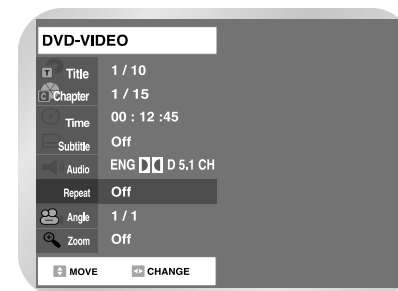 DVD-VIDEO
T Title 1 / 10
C Chapter 1 / 15
Time 00 : 12 :45
Subtitle Off
Audio ENG D 5.1 CH
Repeat Off
Angle 1 / 1
Zoom Off
MOVE CHANGE